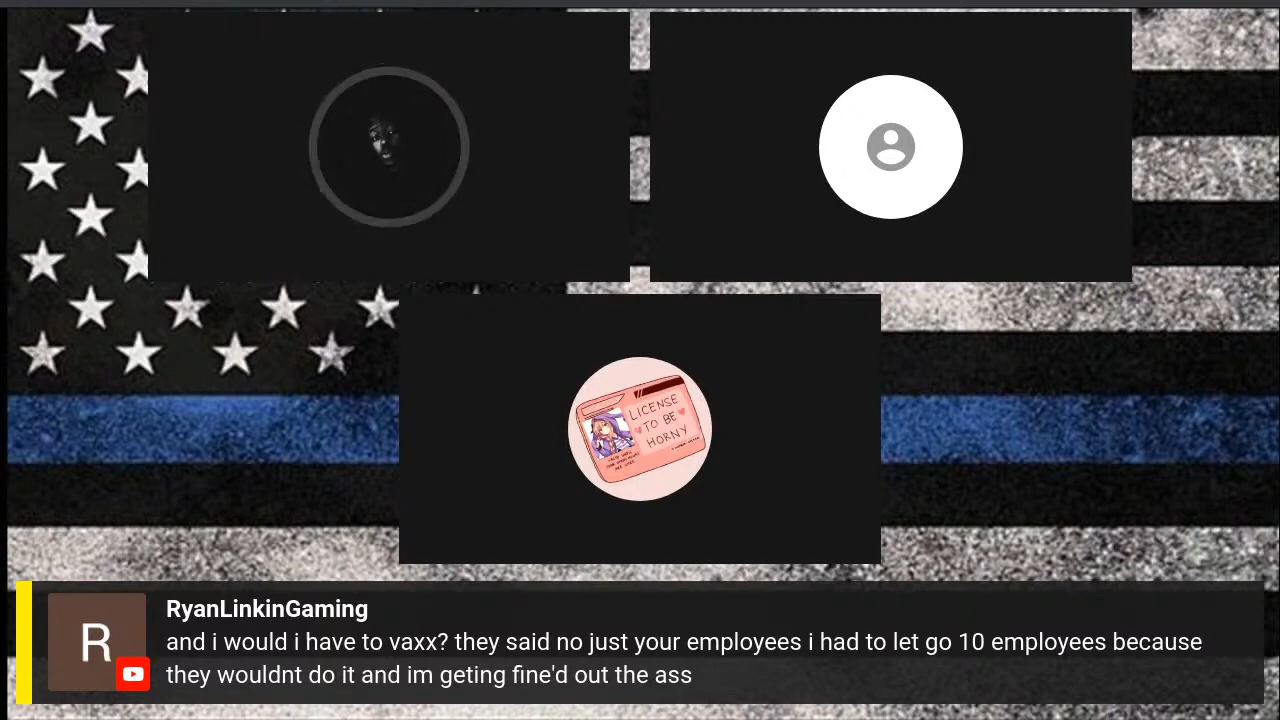 LICENSE
TO BE
HORNY
R
RyanLinkinGaming
and i would i have to vaxx? they said no just your employees i had to let go 10 employees because
they wouldnt do it and im geting fine'd out the ass